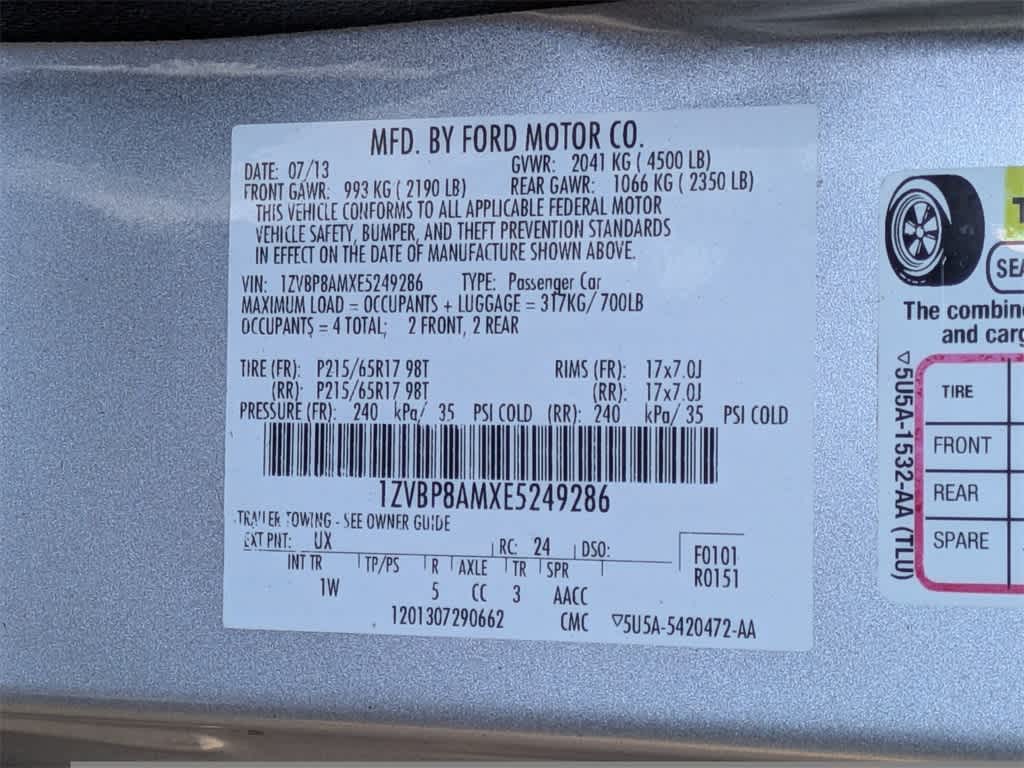 MFD. BY FORD MOTOR CO.
DATE: 07/13 GVWR: 2041 KG ( 4500 LB)
FRONT GAWR: 993 KG ( 2190 LB) REAR GAWR: 1066 KG ( 2350 LB)
THIS VEHICLE CONFORMS TO ALL APPLICABLE FEDERAL MOTOR
VEHICLE SAFETY, BUMPER, AND THEFT PREVENTION STANDARDS
IN EFFECT ON THE DATE OF MANUFACTURE SHOWN ABOVE.
VIN: 1ZVBP8AMXE5249286 TYPE: Passenger Car
MAXIMUM LOAD = OCCUPANTS + LUGGAGE = 317KG/ 700LB
OCCUPANTS = 4 TOTAL; 2 FRONT, 2 REAR
TIRE (FR): P215/65R17 98T RIMS (FR): 17x7.0J
(RR): P215/65R17 98T (RR): 17x7.0J
PRESSURE (FR): 240 kPa/ 35 PSI COLD (RR): 240 kPa/ 35 PSI COLD
1ZVBP8AMXE5249286
TRAILER TOWING - SEE OWNER GUIDE
EXT PNT: UX RC: 24 DSO:
INT TR TP/PS R AXLE TR SPR
1W 5 CC 3 AACC
F0101
R0151
1201307290662 CMC ▽5U5A-5420472-AA
T
SEA
The combin
and carg
▽5U5A-1532-AA (TLU)
TIRE
FRONT
REAR
SPARE